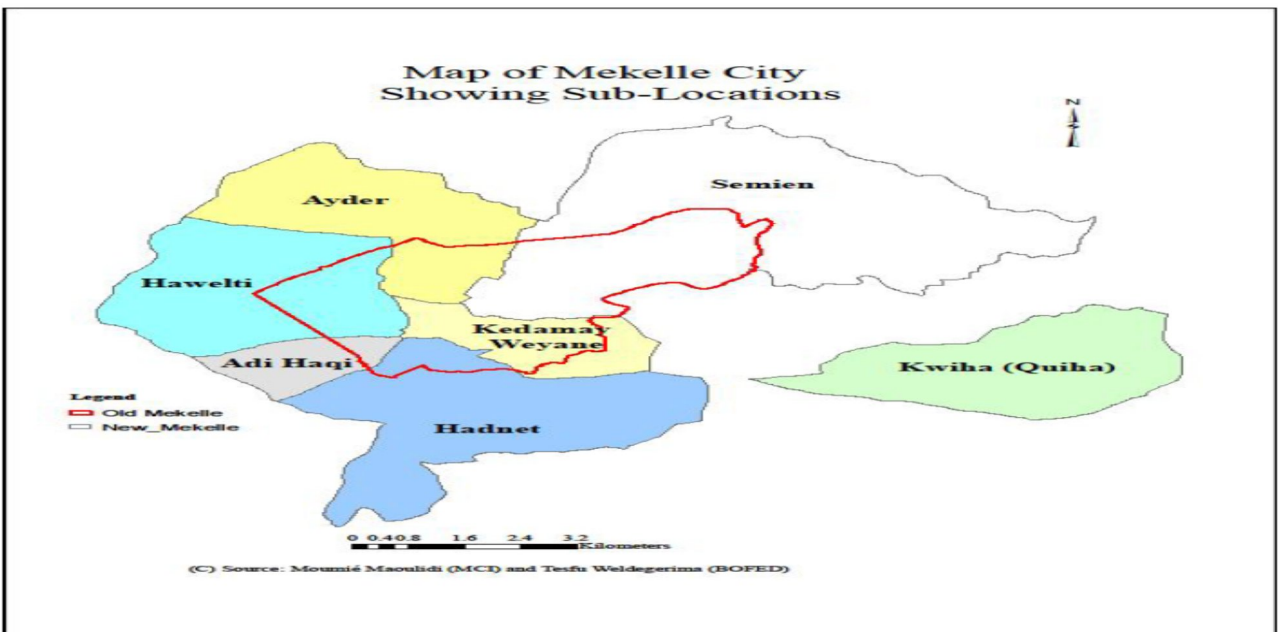 Map of Mekelle City
Showing Sub-Locations
N
Semien
Ayder
Hawelti
Kedamay
Weyane
Adi Haqi
Kwiha (Quiha)
Legend
Old Mekelle
New_Mekelle
Hadnet
0 0.40.8 1.6 2.4 3.2
Kilometers
(C) Source: Moumié Maoulidi (MCI) and Tesfu Weldegerima (BOFED)